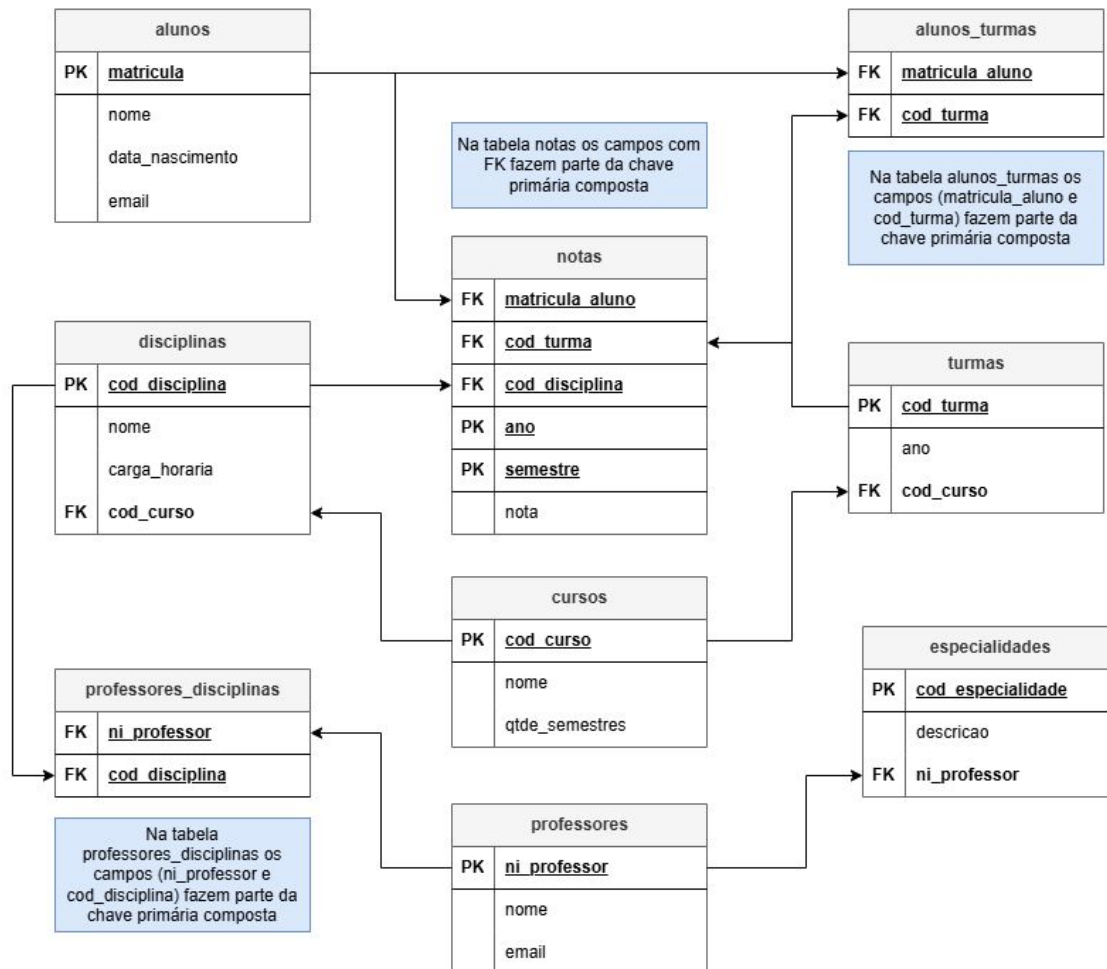 alunos
PK matricula
nome
data_nascimento
email
alunos_turmas
FK matricula_aluno
FK cod_turma
Na tabela notas os campos com
FK fazem parte da chave
primária composta
Na tabela alunos_turmas os
campos (matricula_aluno e
cod_turma) fazem parte da
chave primária composta
notas
FK matricula_aluno
FK cod_turma
FK cod_disciplina
PK ano
PK semestre
nota
disciplinas
PK cod_disciplina
nome
carga_horaria
FK cod_curso
turmas
PK cod_turma
ano
FK cod_curso
cursos
PK cod_curso
nome
qtde_semestres
especialidades
PK cod_especialidade
descricao
FK ni_professor
professores_disciplinas
FK ni_professor
FK cod_disciplina
Na tabela
professores_disciplinas os
campos (ni_professor e
cod_disciplina) fazem parte da
chave primária composta
professores
PK ni_professor
nome
email